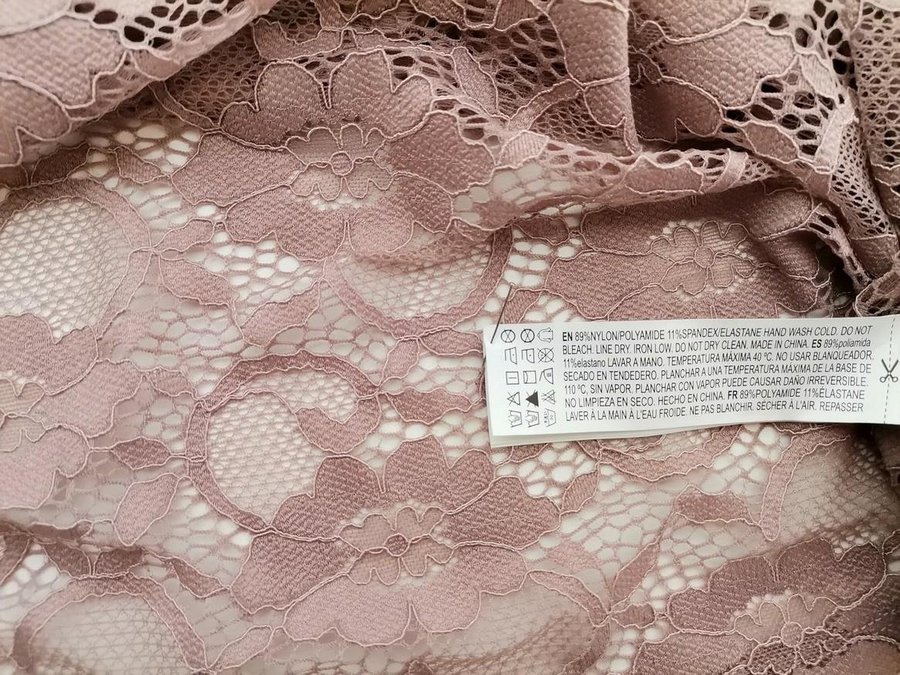 EN 89%NYLON/POLYAMIDE 11%SPANDEX/ELASTANE HAND WASH COLD. DO NOT
BLEACH. LINE DRY. IRON LOW. DO NOT DRY CLEAN. MADE IN CHINA. ES 89%poliamida
11%elastano LAVAR A MANO. TEMPERATURA MÁXIMA 40 ºC. NO USAR BLANQUEADOR.
SECADO EN TENDEDERO. PLANCHAR A UNA TEMPERATURA MÁXIMA DE LA BASE DE
110 ºC, SIN VAPOR. PLANCHAR CON VAPOR PUEDE CAUSAR DAÑO IRREVERSIBLE.
NO LIMPIEZA EN SECO. HECHO EN CHINA. FR 89%POLYAMIDE 11%ÉLASTANE
LAVER À LA MAIN À L'EAU FROIDE. NE PAS BLANCHIR. SÉCHER À L'AIR. REPASSER